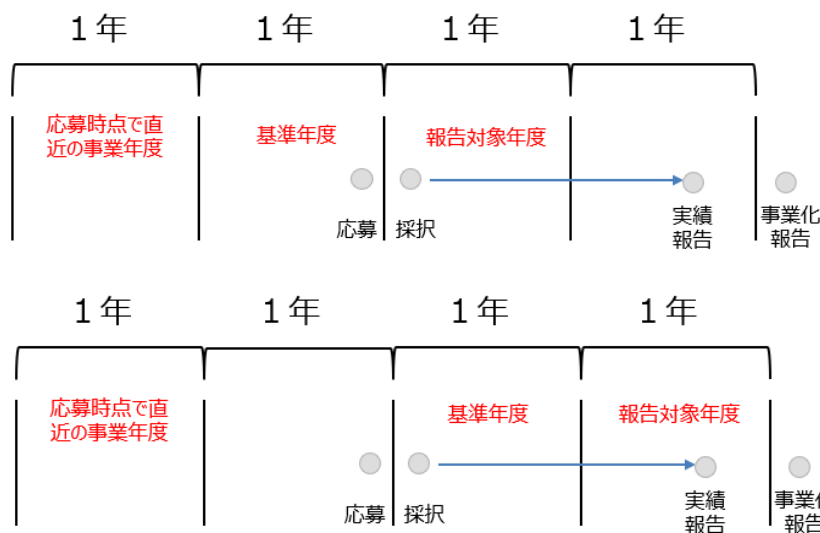 １年　１年　１年　１年
応募時点で直
近の事業年度
基準年度
報告対象年度
応募
採択
実績
報告
事業化
報告
１年　１年　１年　１年
応募時点で直
近の事業年度
基準年度
報告対象年度
応募
採択
実績
報告
事業化
報告